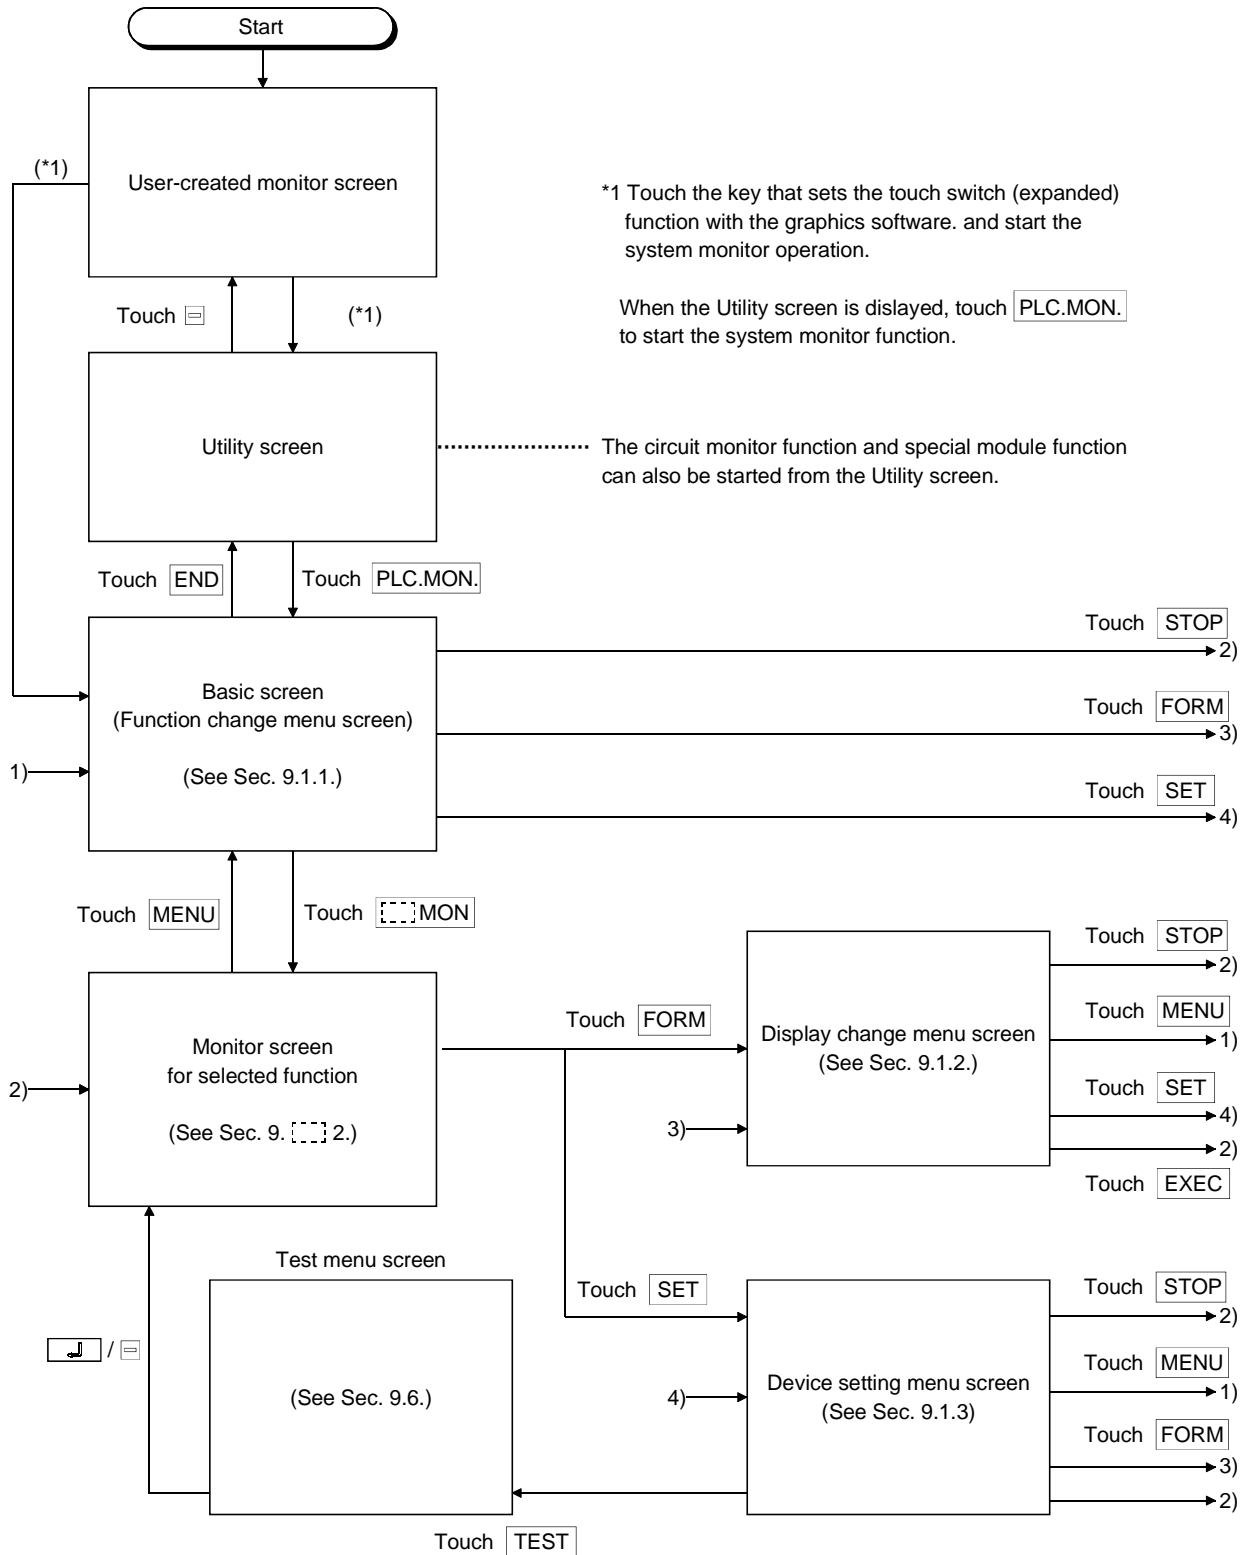 Start
(*1)
User-created monitor screen
*1 Touch the key that sets the touch switch (expanded)
function with the graphics software. and start the
system monitor operation.
When the Utility screen is dislayed, touch PLC.MON.
to start the system monitor function.
Touch
(*1)
Utility screen
The circuit monitor function and special module function
can also be started from the Utility screen.
Touch END
Touch PLC.MON.
Basic screen
(Function change menu screen)
(See Sec. 9.1.1.)
1)
Touch STOP
2)
Touch FORM
3)
Touch SET
4)
Touch MENU
Touch MON
Monitor screen
for selected function
(See Sec. 9. 2.)
2)
Touch FORM
Display change menu screen
(See Sec. 9.1.2.)
3)
Touch STOP
2)
Touch MENU
1)
Touch SET
4)
2)
Touch EXEC
Test menu screen
(See Sec. 9.6.)
/
Touch SET
Device setting menu screen
(See Sec. 9.1.3)
4)
Touch STOP
2)
Touch MENU
1)
Touch FORM
3)
2)
Touch TEST